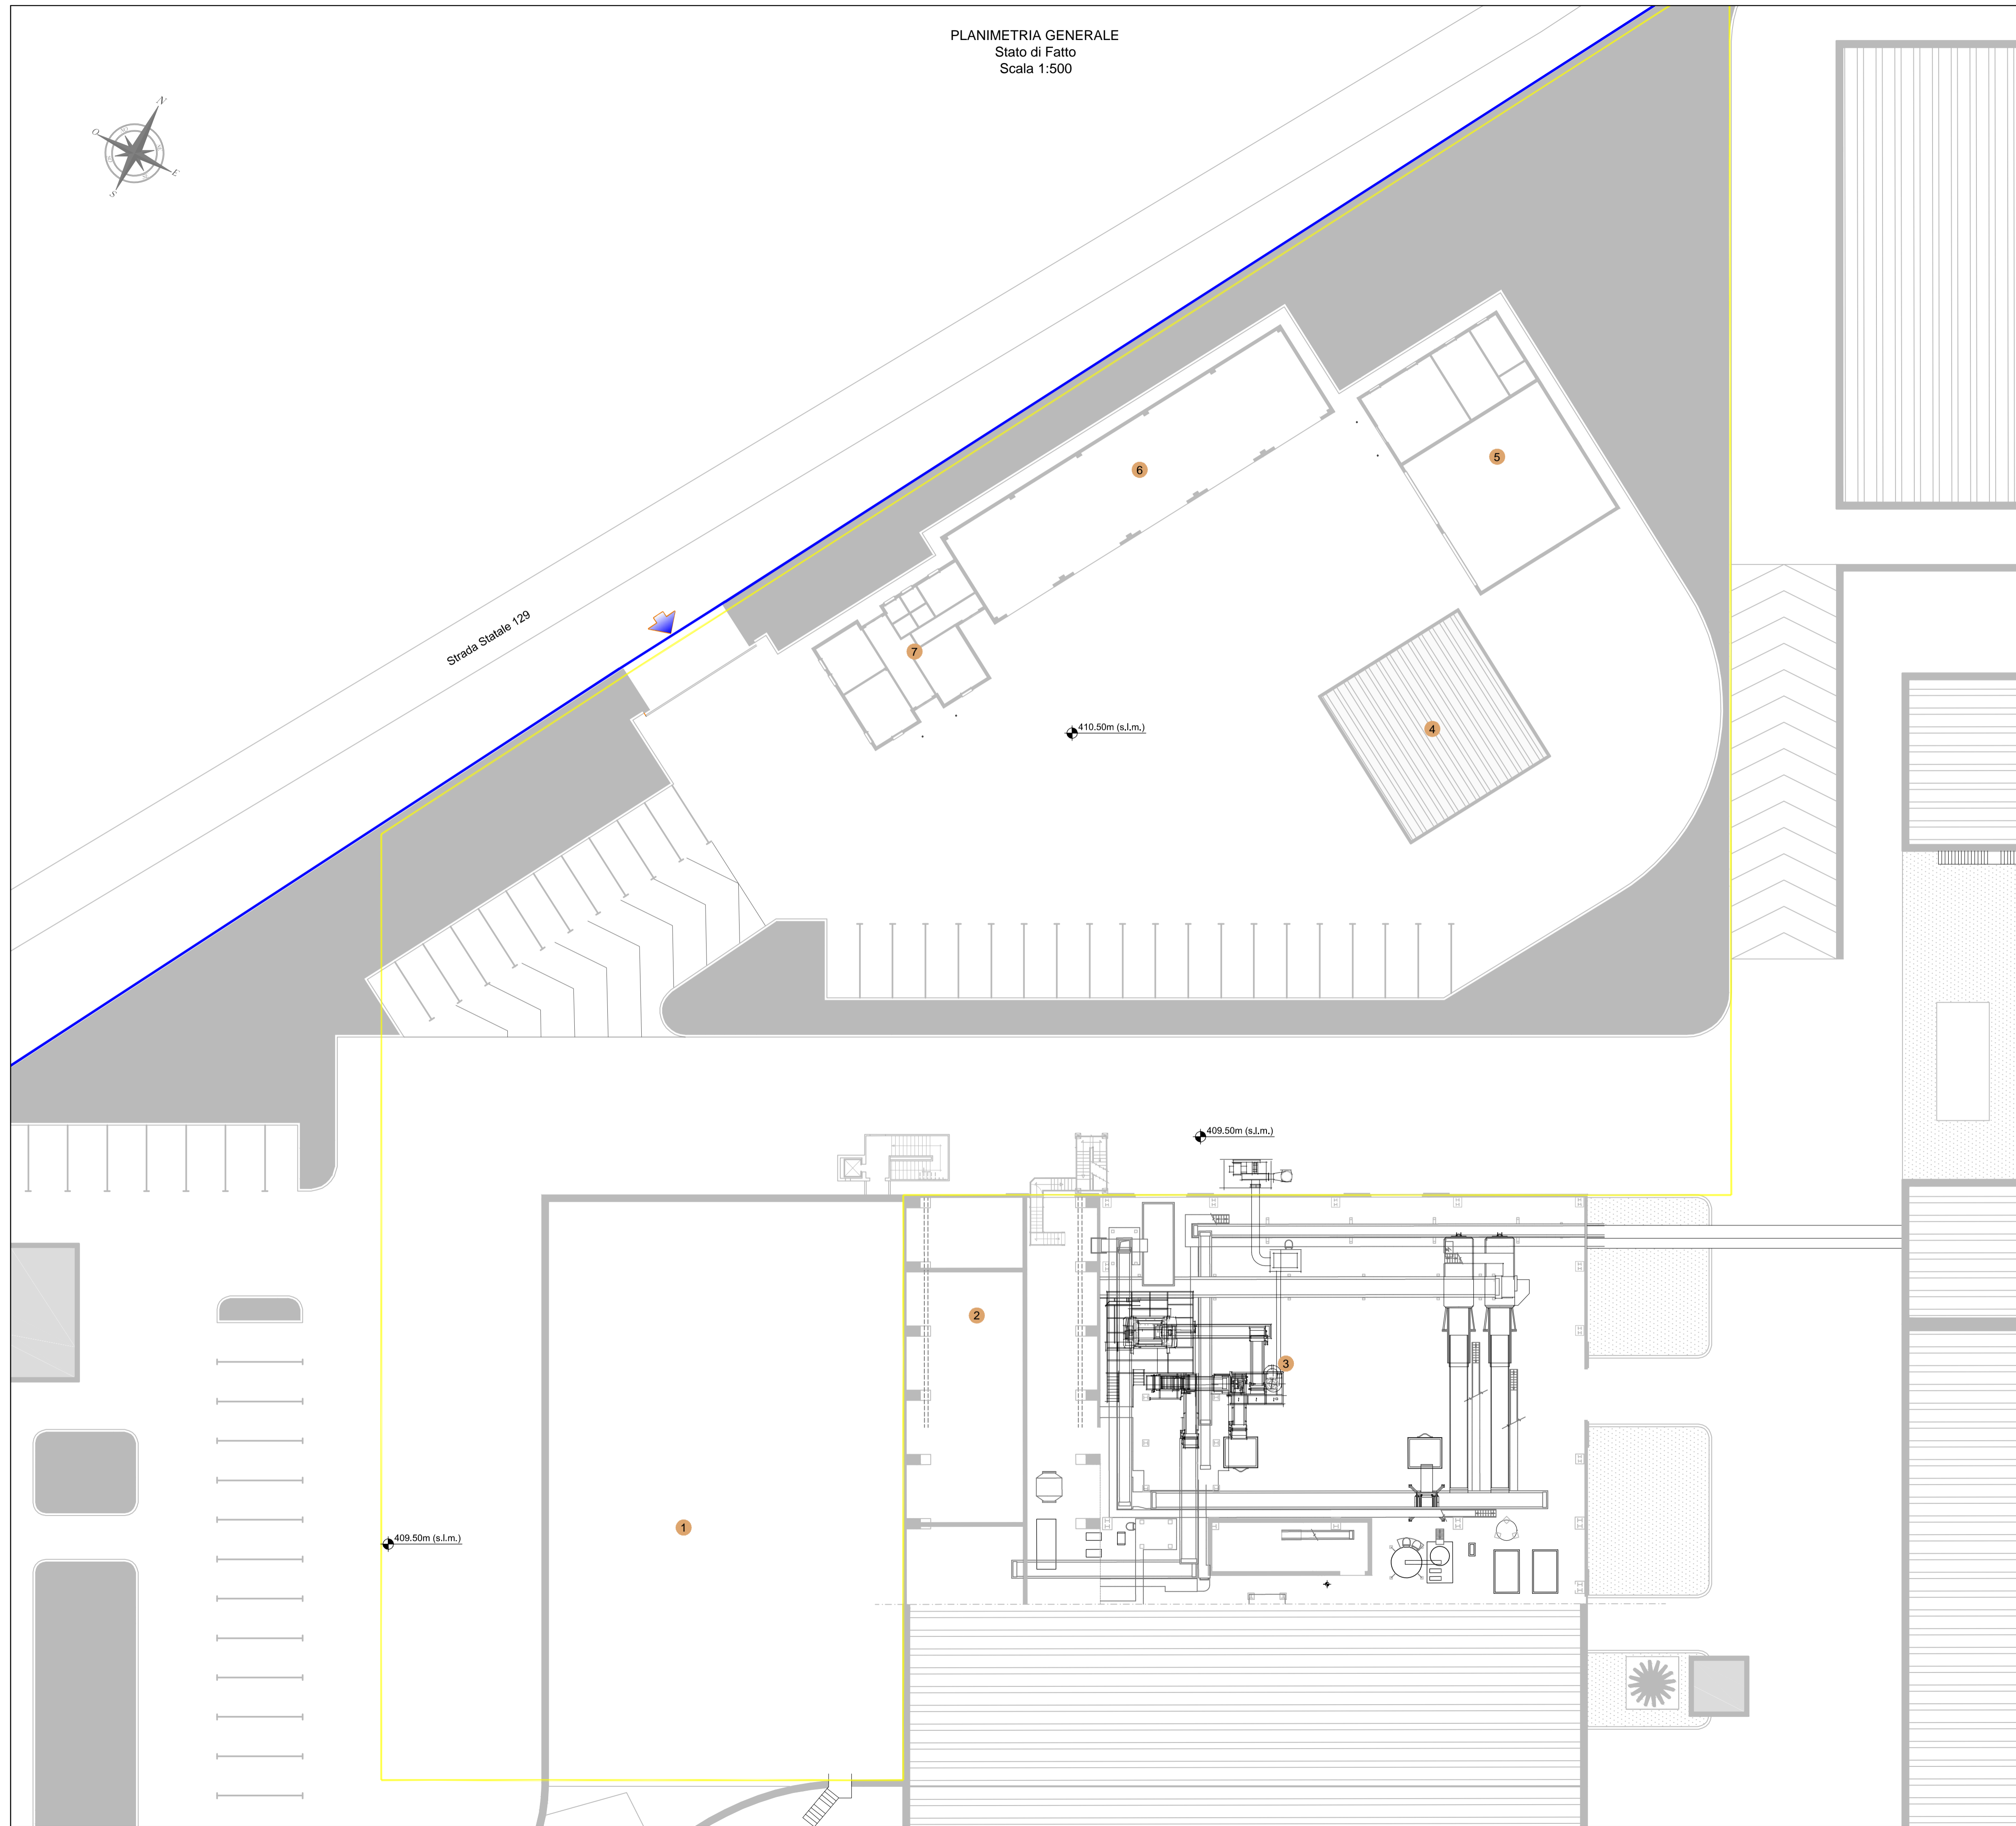 PLANIMETRIA GENERALE
Stato di Fatto
Scala 1:500
N
O
E
S
6
5
Strada Statale 129
7
410.50m (s.l.m.)
4
409.50m (s.l.m.)
2
3
1
409.50m (s.l.m.)